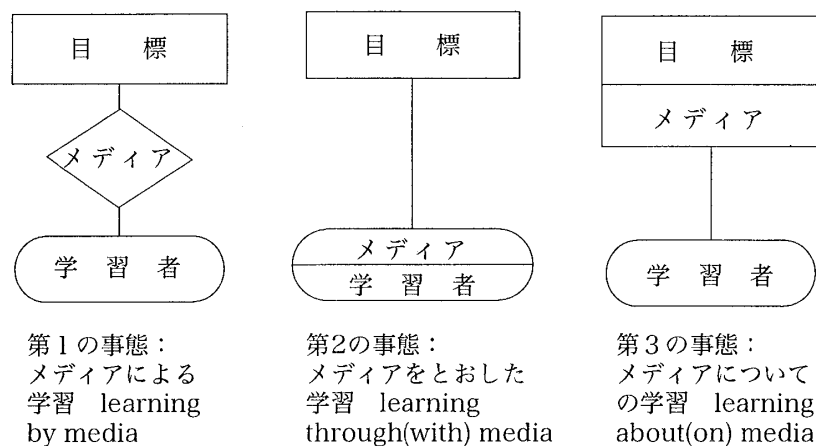 目 標
メディア
学 習 者
第1の事態：
メディアによる
学習 learning
by media
目 標
メディア
学 習 者
第2の事態：
メディアをとおした
学習 learning
through(with) media
目 標
メディア
学 習 者
第3の事態：
メディアについて
の学習 learning
about(on) media